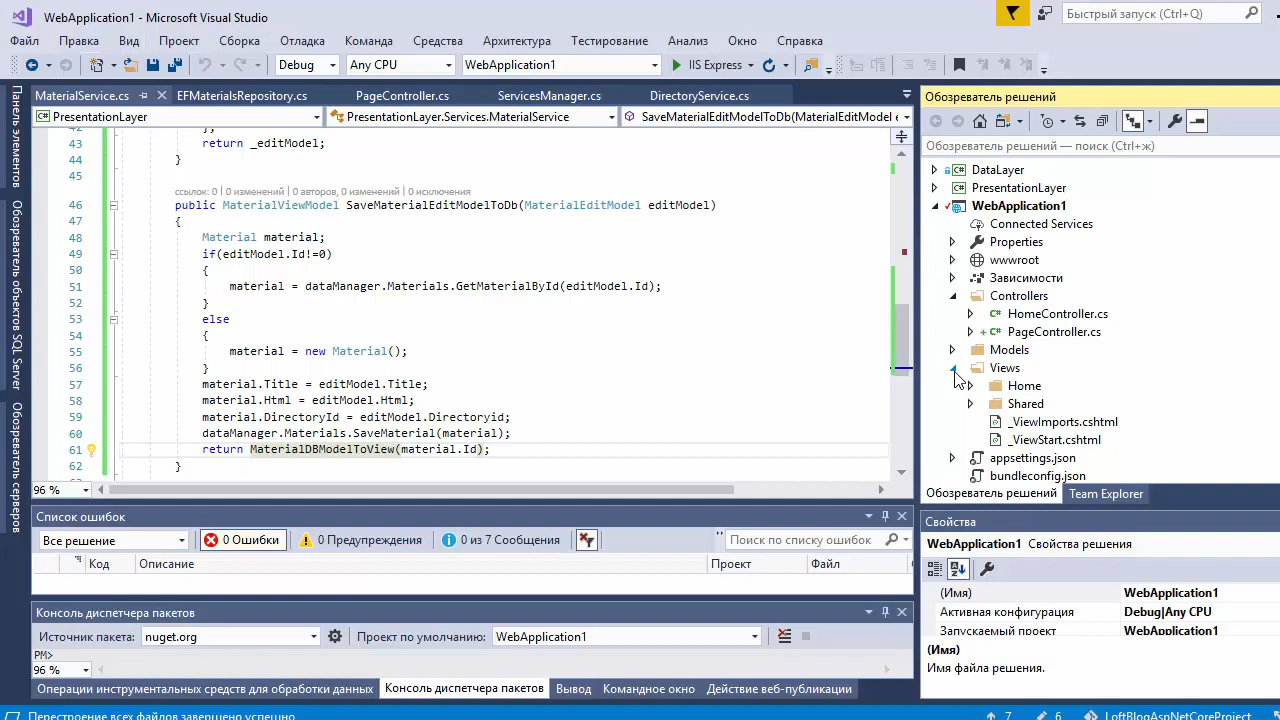 WebApplication1 - Microsoft Visual Studio
Быстрый запуск (Ctrl+Q)
Файл Правка Вид Проект Сборка Отладка Команда Средства Архитектура Тестирование Анализ Окно Справка
Debug Any CPU WebApplication1 IIS Express
Панель элементов
Обозреватель объектов SQL Server
Обозреватель серверов
MaterialService.cs EFMaterialsRepository.cs PageController.cs ServicesManager.cs DirectoryService.cs
PresentationLayer PresentationLayer.Services.MaterialService SaveMaterialEditModelToDb(MaterialEditModel e
42 };
43 return _editModel;
44 }
45
ссылок: 0 | 0 изменений | 0 авторов, 0 изменений | 0 исключения
46 public MaterialViewModel SaveMaterialEditModelToDb(MaterialEditModel editModel)
47 {
48 Material material;
49 if(editModel.Id!=0)
50 {
51 material = dataManager.Materials.GetMaterialById(editModel.Id);
52 }
53 else
54 {
55 material = new Material();
56 }
57 material.Title = editModel.Title;
58 material.Html = editModel.Html;
59 material.DirectoryId = editModel.Directoryid;
60 dataManager.Materials.SaveMaterial(material);
61 return MaterialDBModelToView(material.Id);
62 }
96 %
Список ошибок
Все решение 0 Ошибки 0 Предупреждения 0 из 7 Сообщения Поиск по списку ошибок
Код Описание Проект Файл
Консоль диспетчера пакетов
Источник пакета: nuget.org Проект по умолчанию: WebApplication1
PM>
96 %
Операции инструментальных средств для обработки данных Консоль диспетчера пакетов Вывод Командное окно Действие веб-публикации
Обозреватель решений
Обозреватель решений — поиск (Ctrl+ж)
DataLayer
PresentationLayer
WebApplication1
Connected Services
Properties
wwwroot
Зависимости
Controllers
HomeController.cs
PageController.cs
Models
Views
Home
Shared
_ViewImports.cshtml
_ViewStart.cshtml
appsettings.json
bundleconfig.json
Обозреватель решений Team Explorer
Свойства
WebApplication1 Свойства решения
(Имя) WebApplication1
Активная конфигурация Debug|Any CPU
Запускаемый проект WebApplication1
(Имя)
Имя файла решения.
Перестроение всех файлов завершено успешно 7 6 LoftBlogAspNetCoreProject